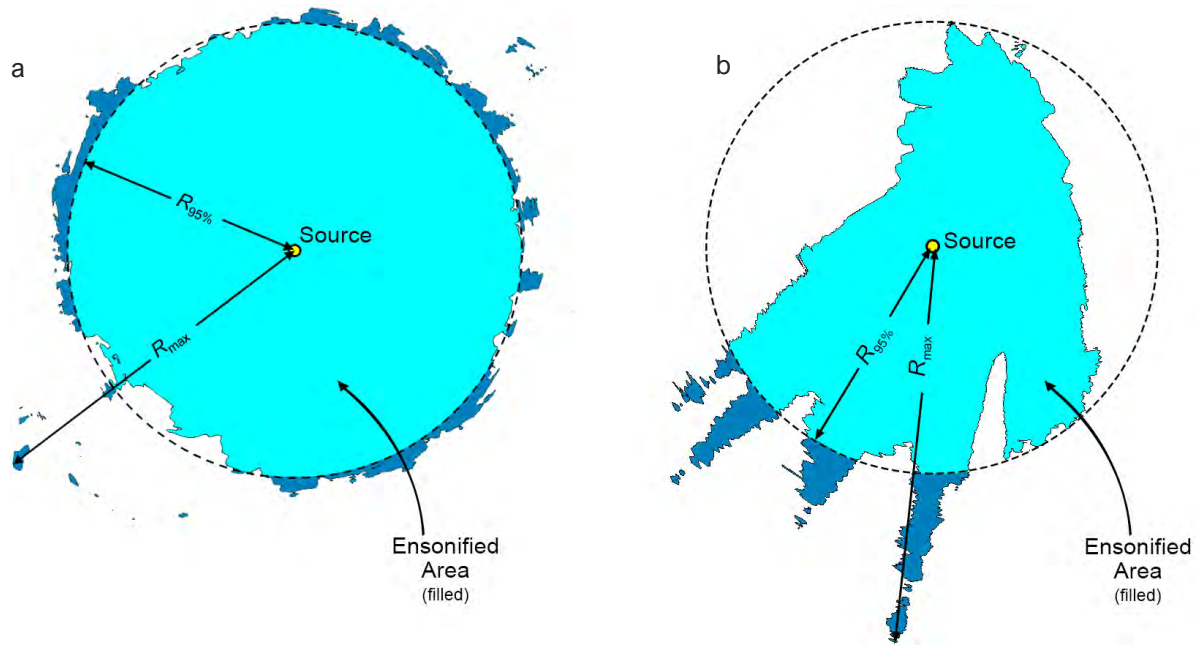 a
R95%
Source
Rmax
Ensonified
Area
(filled)
b
Source
R95%
Rmax
Ensonified
Area
(filled)